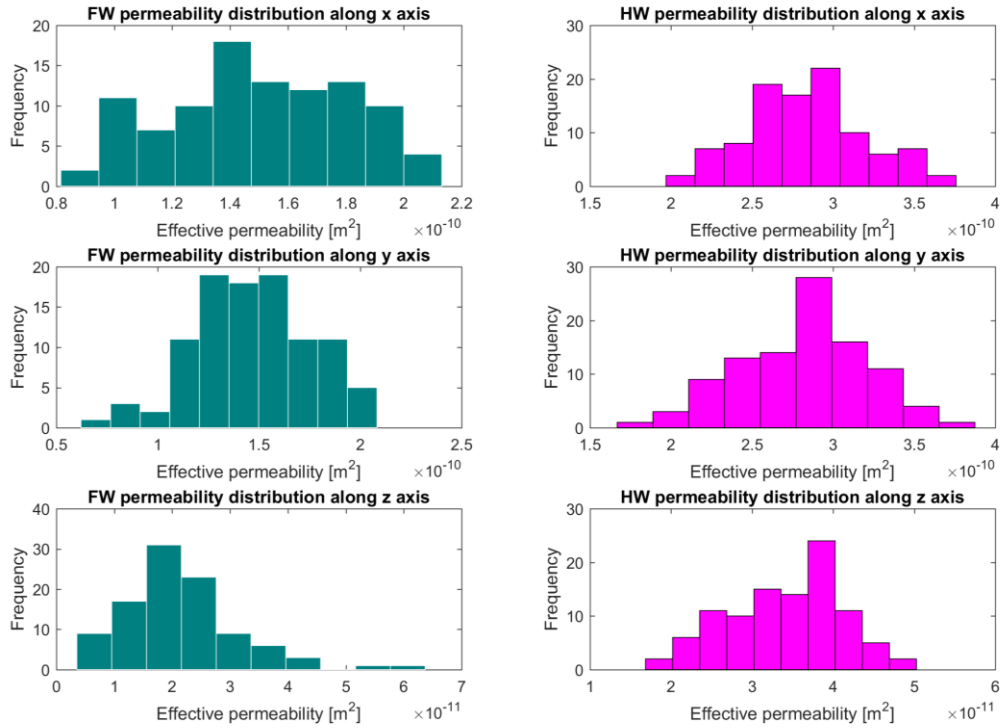 FW permeability distribution along x axis
20
15
10
5
0
Frequency
0.8 1 1.2 1.4 1.6 1.8 2 2.2
Effective permeability [m²] ×10⁻¹⁰
HW permeability distribution along x axis
30
20
10
0
Frequency
1.5 2 2.5 3 3.5 4
Effective permeability [m²] ×10⁻¹⁰
FW permeability distribution along y axis
20
15
10
5
0
Frequency
0.5 1 1.5 2 2.5
Effective permeability [m²] ×10⁻¹⁰
HW permeability distribution along y axis
30
20
10
0
Frequency
1.5 2 2.5 3 3.5 4
Effective permeability [m²] ×10⁻¹⁰
FW permeability distribution along z axis
40
30
20
10
0
Frequency
0 1 2 3 4 5 6 7
Effective permeability [m²] ×10⁻¹¹
HW permeability distribution along z axis
30
20
10
0
Frequency
1 2 3 4 5 6
Effective permeability [m²] ×10⁻¹¹